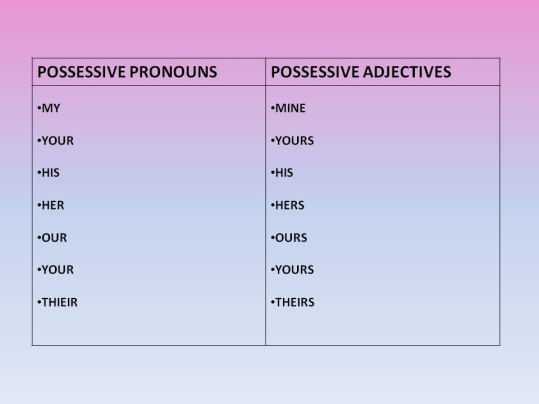 POSSESSIVE PRONOUNS
POSSESSIVE ADJECTIVES
•MY
•YOUR
•HIS
•HER
•OUR
•YOUR
•THIEIR
•MINE
•YOURS
•HIS
•HERS
•OURS
•YOURS
•THEIRS